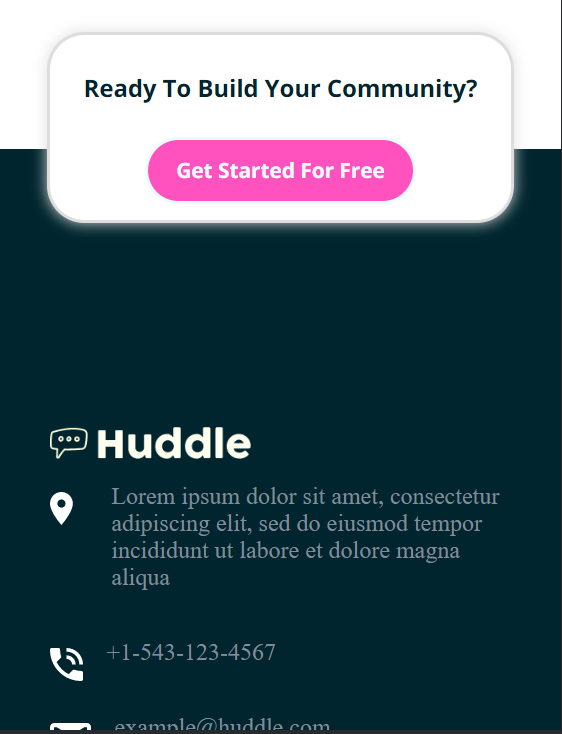 Ready To Build Your Community?
Get Started For Free
Huddle
Lorem ipsum dolor sit amet, consectetur
adipiscing elit, sed do eiusmod tempor
incididunt ut labore et dolore magna
aliqua
+1-543-123-4567
example@huddle.com